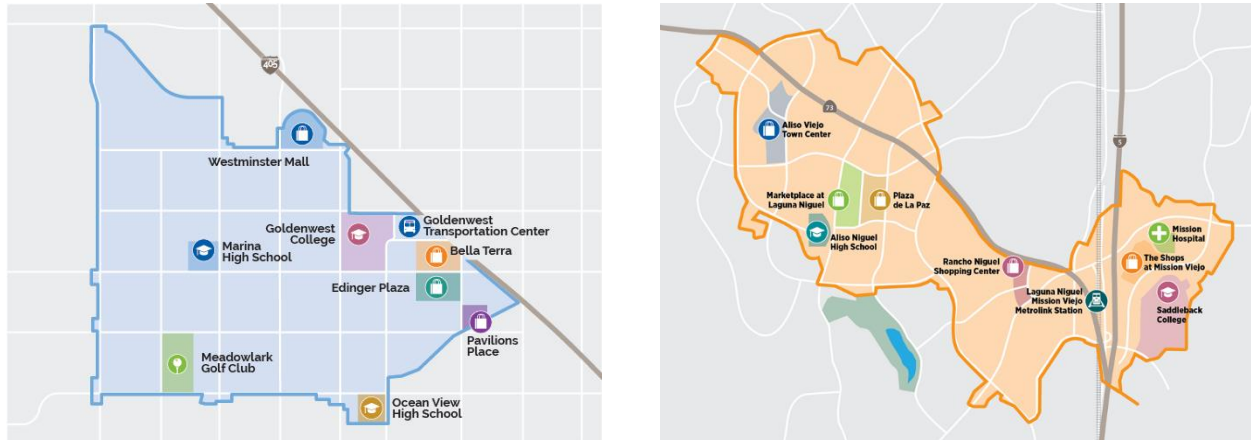 405
Westminster Mall
Goldenwest
College
Goldenwest
Transportation Center
Marina
High School
Bella Terra
Edinger Plaza
Pavilions
Place
Meadowlark
Golf Club
Ocean View
High School
73
Aliso Viejo
Town Center
5
Marketplace at
Laguna Niguel
Plaza
de La Paz
Aliso Niguel
High School
Mission
Hospital
Rancho Niguel
Shopping Center
The Shops
at Mission Viejo
Laguna Niguel
Mission Viejo
Metrolink Station
Saddleback
College